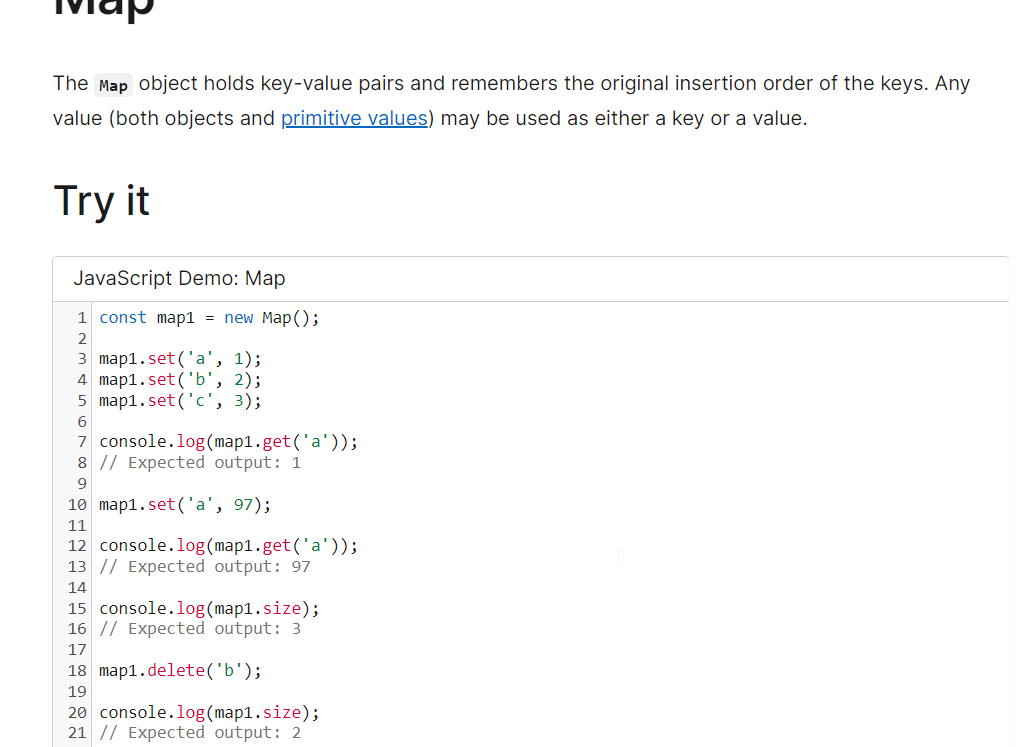 Map
The Map object holds key-value pairs and remembers the original insertion order of the keys. Any
value (both objects and primitive values) may be used as either a key or a value.
Try it
JavaScript Demo: Map
1 const map1 = new Map();
2
3 map1.set('a', 1);
4 map1.set('b', 2);
5 map1.set('c', 3);
6
7 console.log(map1.get('a'));
8 // Expected output: 1
9
10 map1.set('a', 97);
11
12 console.log(map1.get('a'));
13 // Expected output: 97
14
15 console.log(map1.size);
16 // Expected output: 3
17
18 map1.delete('b');
19
20 console.log(map1.size);
21 // Expected output: 2